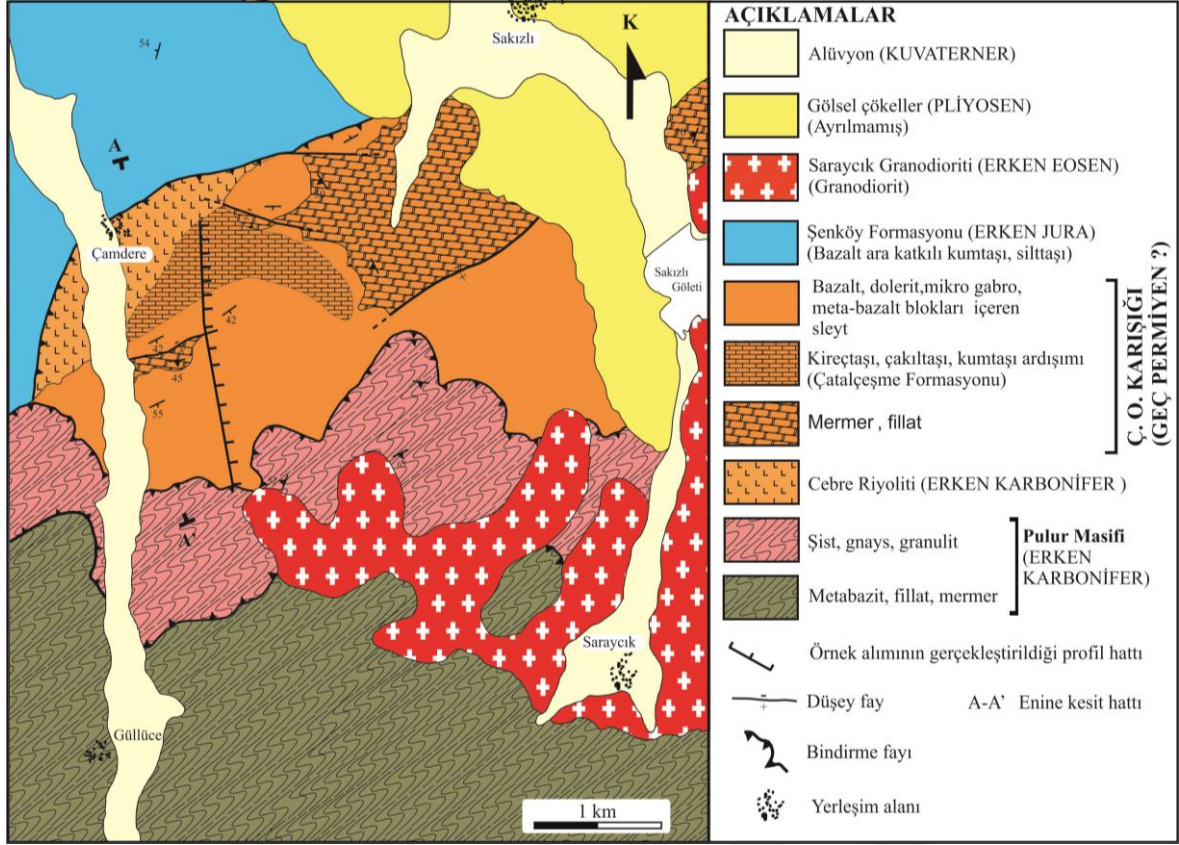 Sakızlı
K
54
A
Çamdere
Sakızlı
Göleti
42
42
45
55
A'
Saraycık
Güllüce
1 km
AÇIKLAMALAR
Alüvyon (KUVATERNER)
Gölsel çökeller (PLİYOSEN)
(Ayrılmamış)
Saraycık Granodioriti (ERKEN EOSEN)
(Granodiorit)
Şenköy Formasyonu (ERKEN JURA)
(Bazalt ara katkılı kumtaşı, silttaşı)
Bazalt, dolerit,mikro gabro,
meta-bazalt blokları içeren
sleyt
Kireçtaşı, çakıltaşı, kumtaşı ardışımı
(Çatalçeşme Formasyonu)
Mermer , fillat
Ç. O. KARIŞIĞI
(GEÇ PERMİYEN ?)
Cebre Riyoliti (ERKEN KARBONİFER )
Şist, gnays, granulit
Metabazit, fillat, mermer
Pulur Masifi
(ERKEN
KARBONİFER)
Örnek alımının gerçekleştirildiği profil hattı
- + Düşey fay
A-A' Enine kesit hattı
Bindirme fayı
Yerleşim alanı